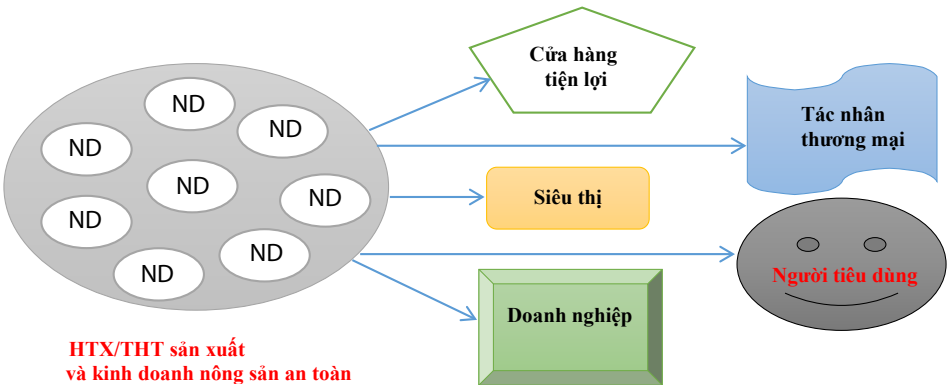 ND
ND
ND
ND
ND
ND
ND
ND
ND
HTX/THT sản xuất
và kinh doanh nông sản an toàn
Cửa hàng
tiện lợi
Tác nhân
thương mại
Siêu thị
Người tiêu dùng
Doanh nghiệp